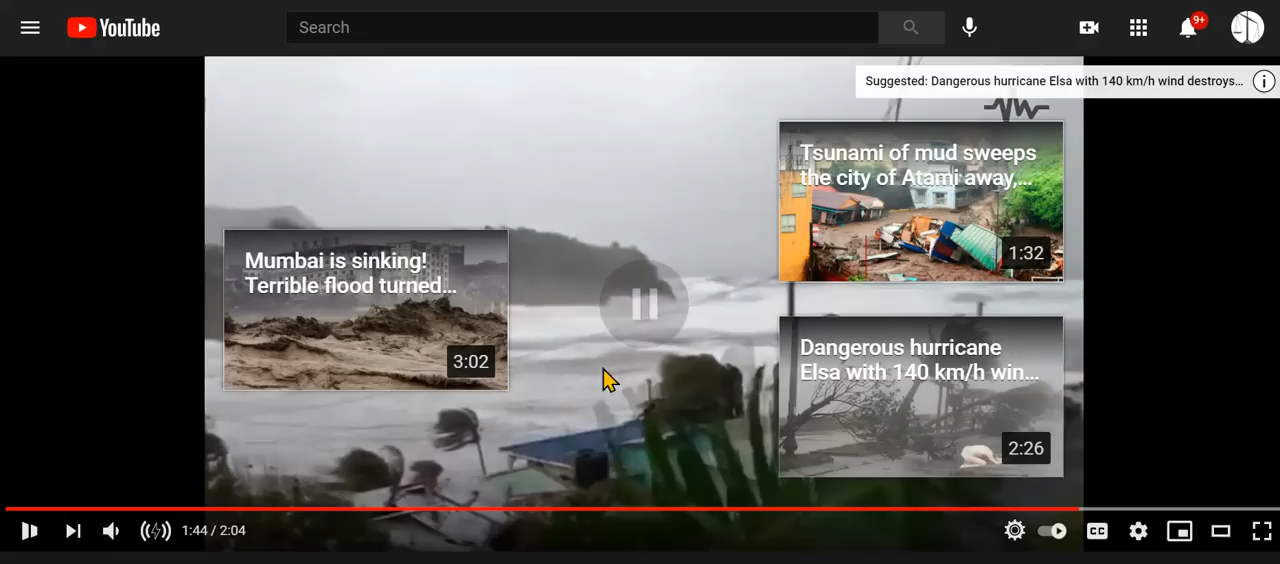 YouTube
Search
9+
Suggested: Dangerous hurricane Elsa with 140 km/h wind destroys...
Tsunami of mud sweeps
the city of Atami away,...
1:32
Mumbai is sinking!
Terrible flood turned...
3:02
Dangerous hurricane
Elsa with 140 km/h win...
2:26
1:44 / 2:04
CC